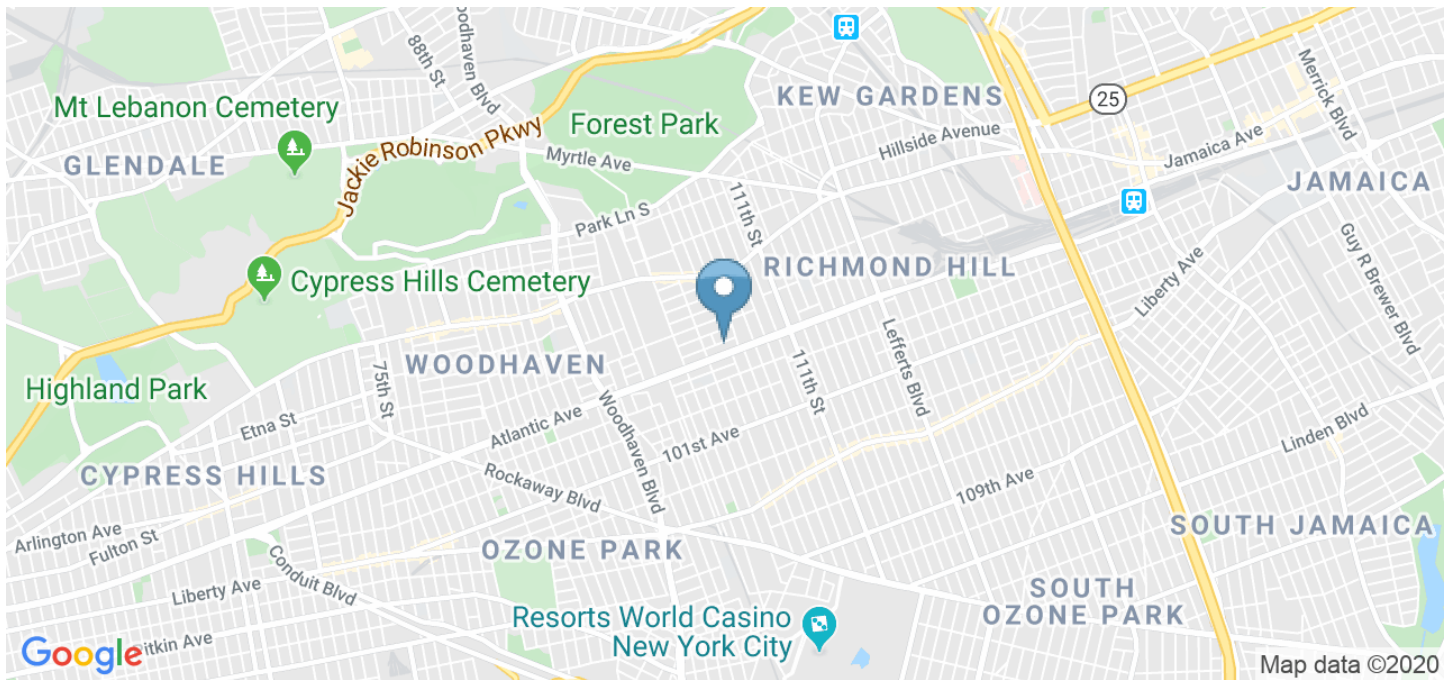 88th St
Woodhaven Blvd
Mt Lebanon Cemetery
GLENDALE
Jackie Robinson Pkwy
Forest Park
Myrtle Ave
KEW GARDENS
25
Hillside Avenue
Merrick Blvd
Jamaica Ave
JAMAICA
111th St
Park Ln S
Guy R Brewer Blvd
Cypress Hills Cemetery
RICHMOND HILL
Liberty Ave
Highland Park
WOODHAVEN
75th St
Etna St
Atlantic Ave
Woodhaven Blvd
111th St
Lefferts Blvd
101st Ave
Linden Blvd
CYPRESS HILLS
Rockaway Blvd
109th Ave
Arlington Ave
Fulton St
OZONE PARK
SOUTH JAMAICA
Conduit Blvd
Liberty Ave
SOUTH
OZONE PARK
Resorts World Casino
New York City
Pitkin Ave
Google
Map data ©2020